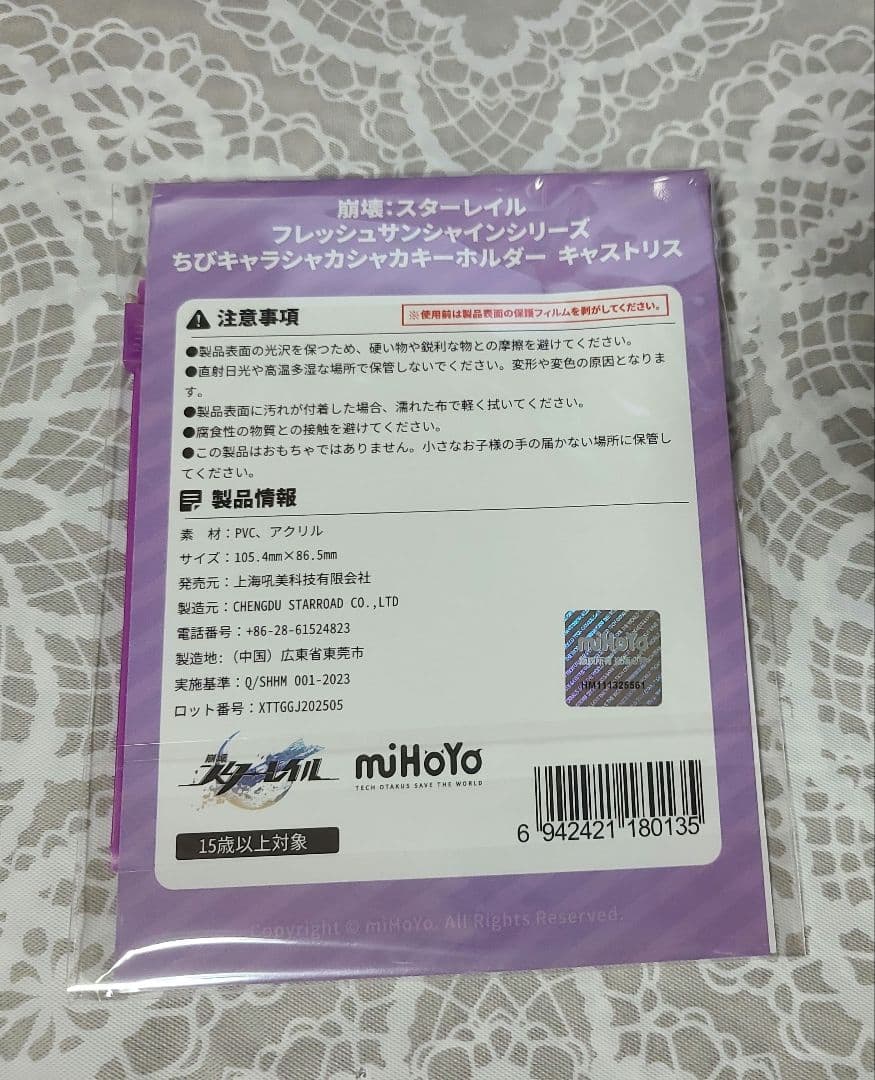 崩壊：スターレイル
フレッシュサンシャインシリーズ
ちびキャラシャカシャカキーホルダー キャストリス
注意事項
※使用前は製品表面の保護フィルムを剥がしてください。
●製品表面の光沢を保つため、硬い物や鋭利な物との摩擦を避けてください。
●直射日光や高温多湿な場所で保管しないでください。変形や変色の原因となりま
す。
●製品表面に汚れが付着した場合、濡れた布で軽く拭いてください。
●腐食性の物質との接触を避けてください。
●この製品はおもちゃではありません。小さなお子様の手の届かない場所に保管し
てください。
製品情報
素　材：PVC、アクリル
サイズ：105.4mm×86.5mm
発売元：上海吼美科技有限会社
製造元：CHENGDU STARROAD CO.,LTD
電話番号：+86-28-61524823
製造地：（中国）広東省東莞市
実施基準：Q/SHHM 001-2023
ロット番号：XTTGGJ202505
miHoYo
HM111325561
崩壊
スターレイル
miHoYo
TECH OTAKUS SAVE THE WORLD
6 942421 180135
15歳以上対象
Copyright © miHoYo. All Rights Reserved.